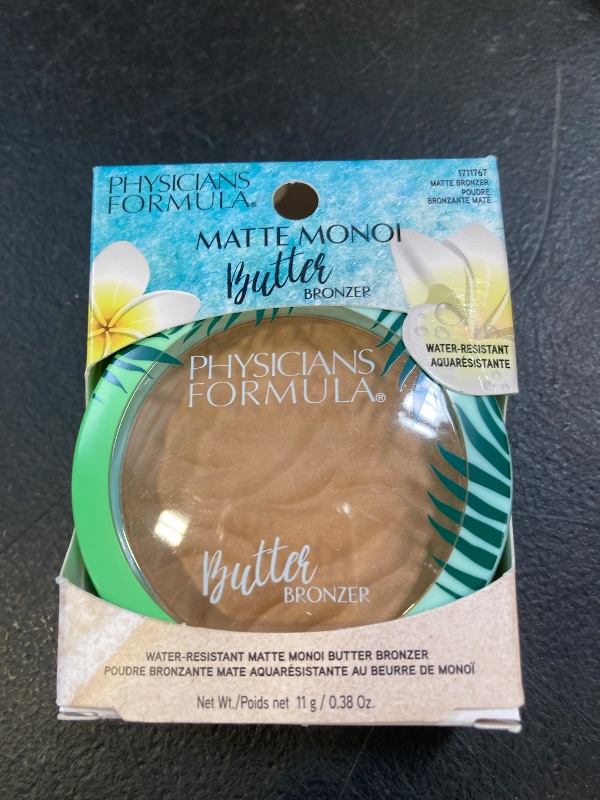 PHYSICIANS
FORMULA®
1711767
MATTE BRONZER
POUDRE
BRONZANTE MATE
MATTE MONOI
Butter
BRONZER
WATER-RESISTANT
AQUARÉSISTANTE
PHYSICIANS
FORMULA®
Butter
BRONZER
WATER-RESISTANT MATTE MONOI BUTTER BRONZER
POUDRE BRONZANTE MATE AQUARÉSISTANTE AU BEURRE DE MONOÏ
Net Wt./Poids net 11 g / 0.38 Oz.